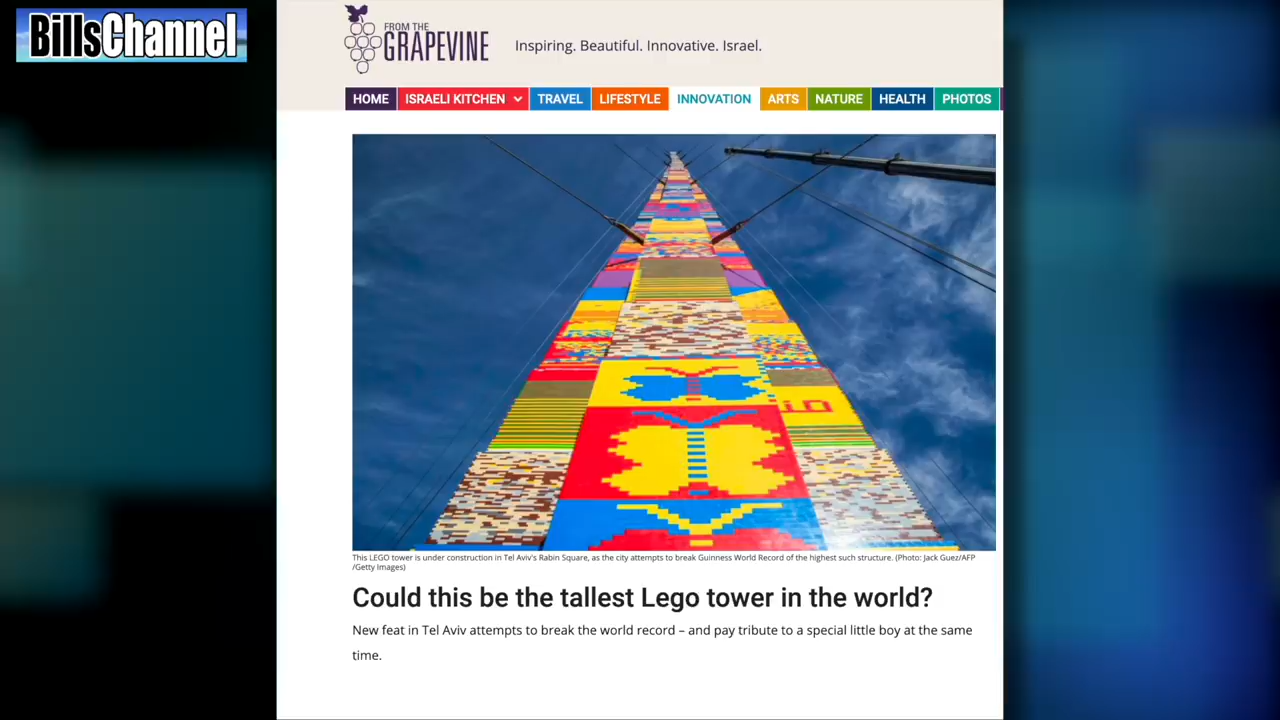 BillsChannel
FROM THE
GRAPEVINE
Inspiring. Beautiful. Innovative. Israel.
HOME ISRAELI KITCHEN TRAVEL LIFESTYLE INNOVATION ARTS NATURE HEALTH PHOTOS
This LEGO tower is under construction in Tel Aviv's Rabin Square, as the city attempts to break Guinness World Record of the highest such structure. (Photo: Jack Guez/AFP
/Getty Images)
Could this be the tallest Lego tower in the world?
New feat in Tel Aviv attempts to break the world record – and pay tribute to a special little boy at the same
time.